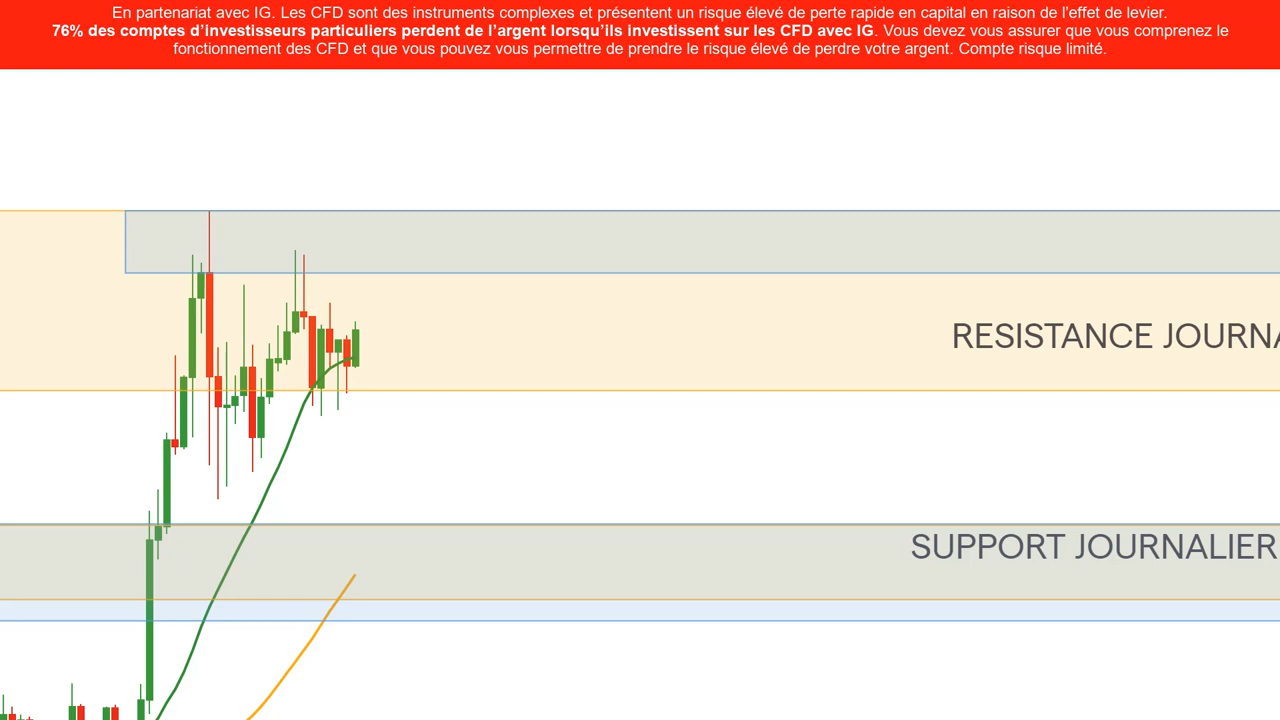 En partenariat avec IG. Les CFD sont des instruments complexes et présentent un risque élevé de perte rapide en capital en raison de l'effet de levier.
76% des comptes d'investisseurs particuliers perdent de l'argent lorsqu'ils investissent sur les CFD avec IG. Vous devez vous assurer que vous comprenez le
fonctionnement des CFD et que vous pouvez vous permettre de prendre le risque élevé de perdre votre argent. Compte risque limité.
RESISTANCE JOURNA
SUPPORT JOURNALIER